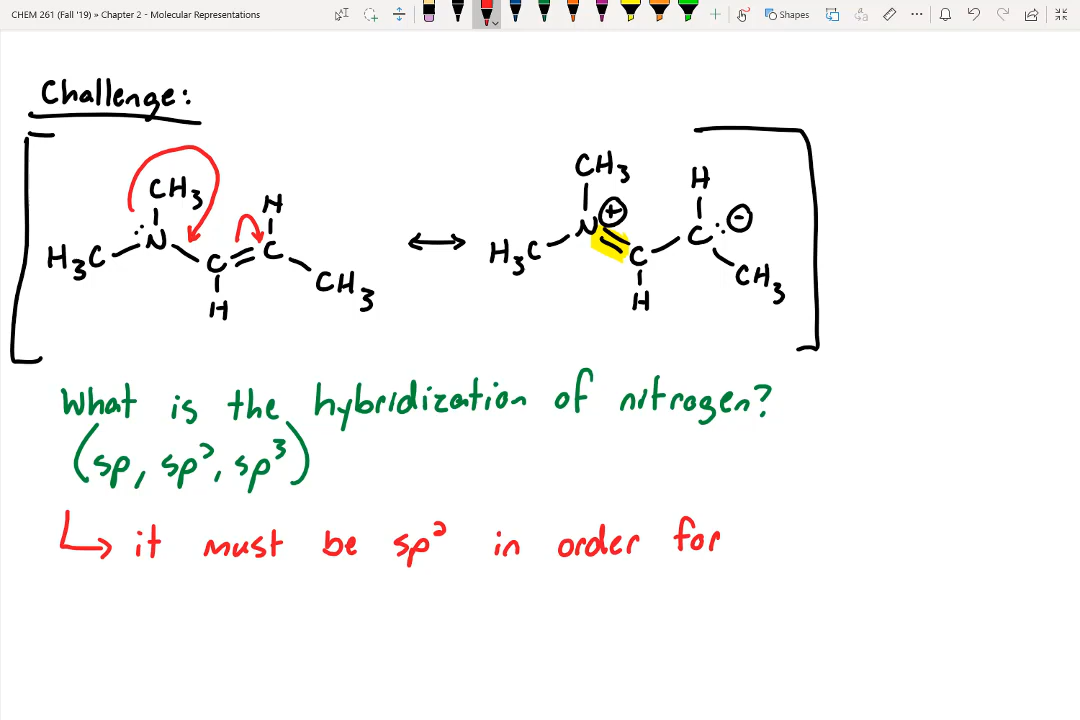 CHEM 261 (Fall '19) » Chapter 2 - Molecular Representations
Shapes
Challenge:
CH3
H
H3C
N
C
C
CH3
H
CH3
H
N
+
C
-
H3C
C
CH3
H
What is the hybridization of nitrogen?
(sp, sp², sp³)
↳ it must be sp² in order for